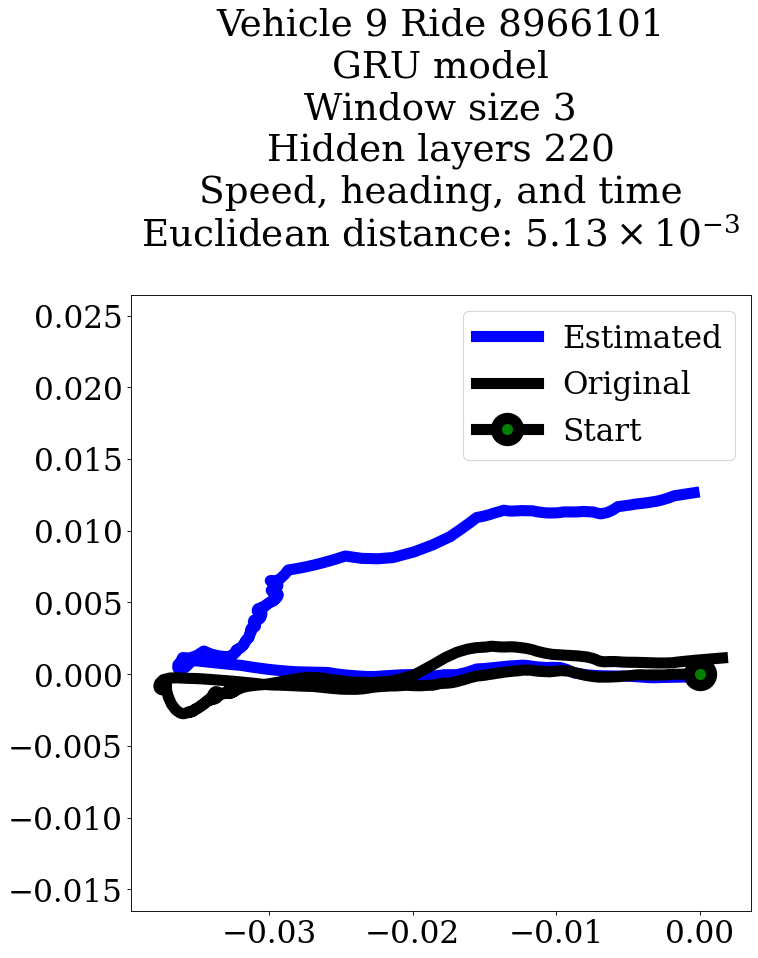 Vehicle 9 Ride 8966101
GRU model
Window size 3
Hidden layers 220
Speed, heading, and time
Euclidean distance: 5.13 × 10⁻³
Estimated
Original
Start
0.025
0.020
0.015
0.010
0.005
0.000
−0.005
−0.010
−0.015
−0.03 −0.02 −0.01 0.00